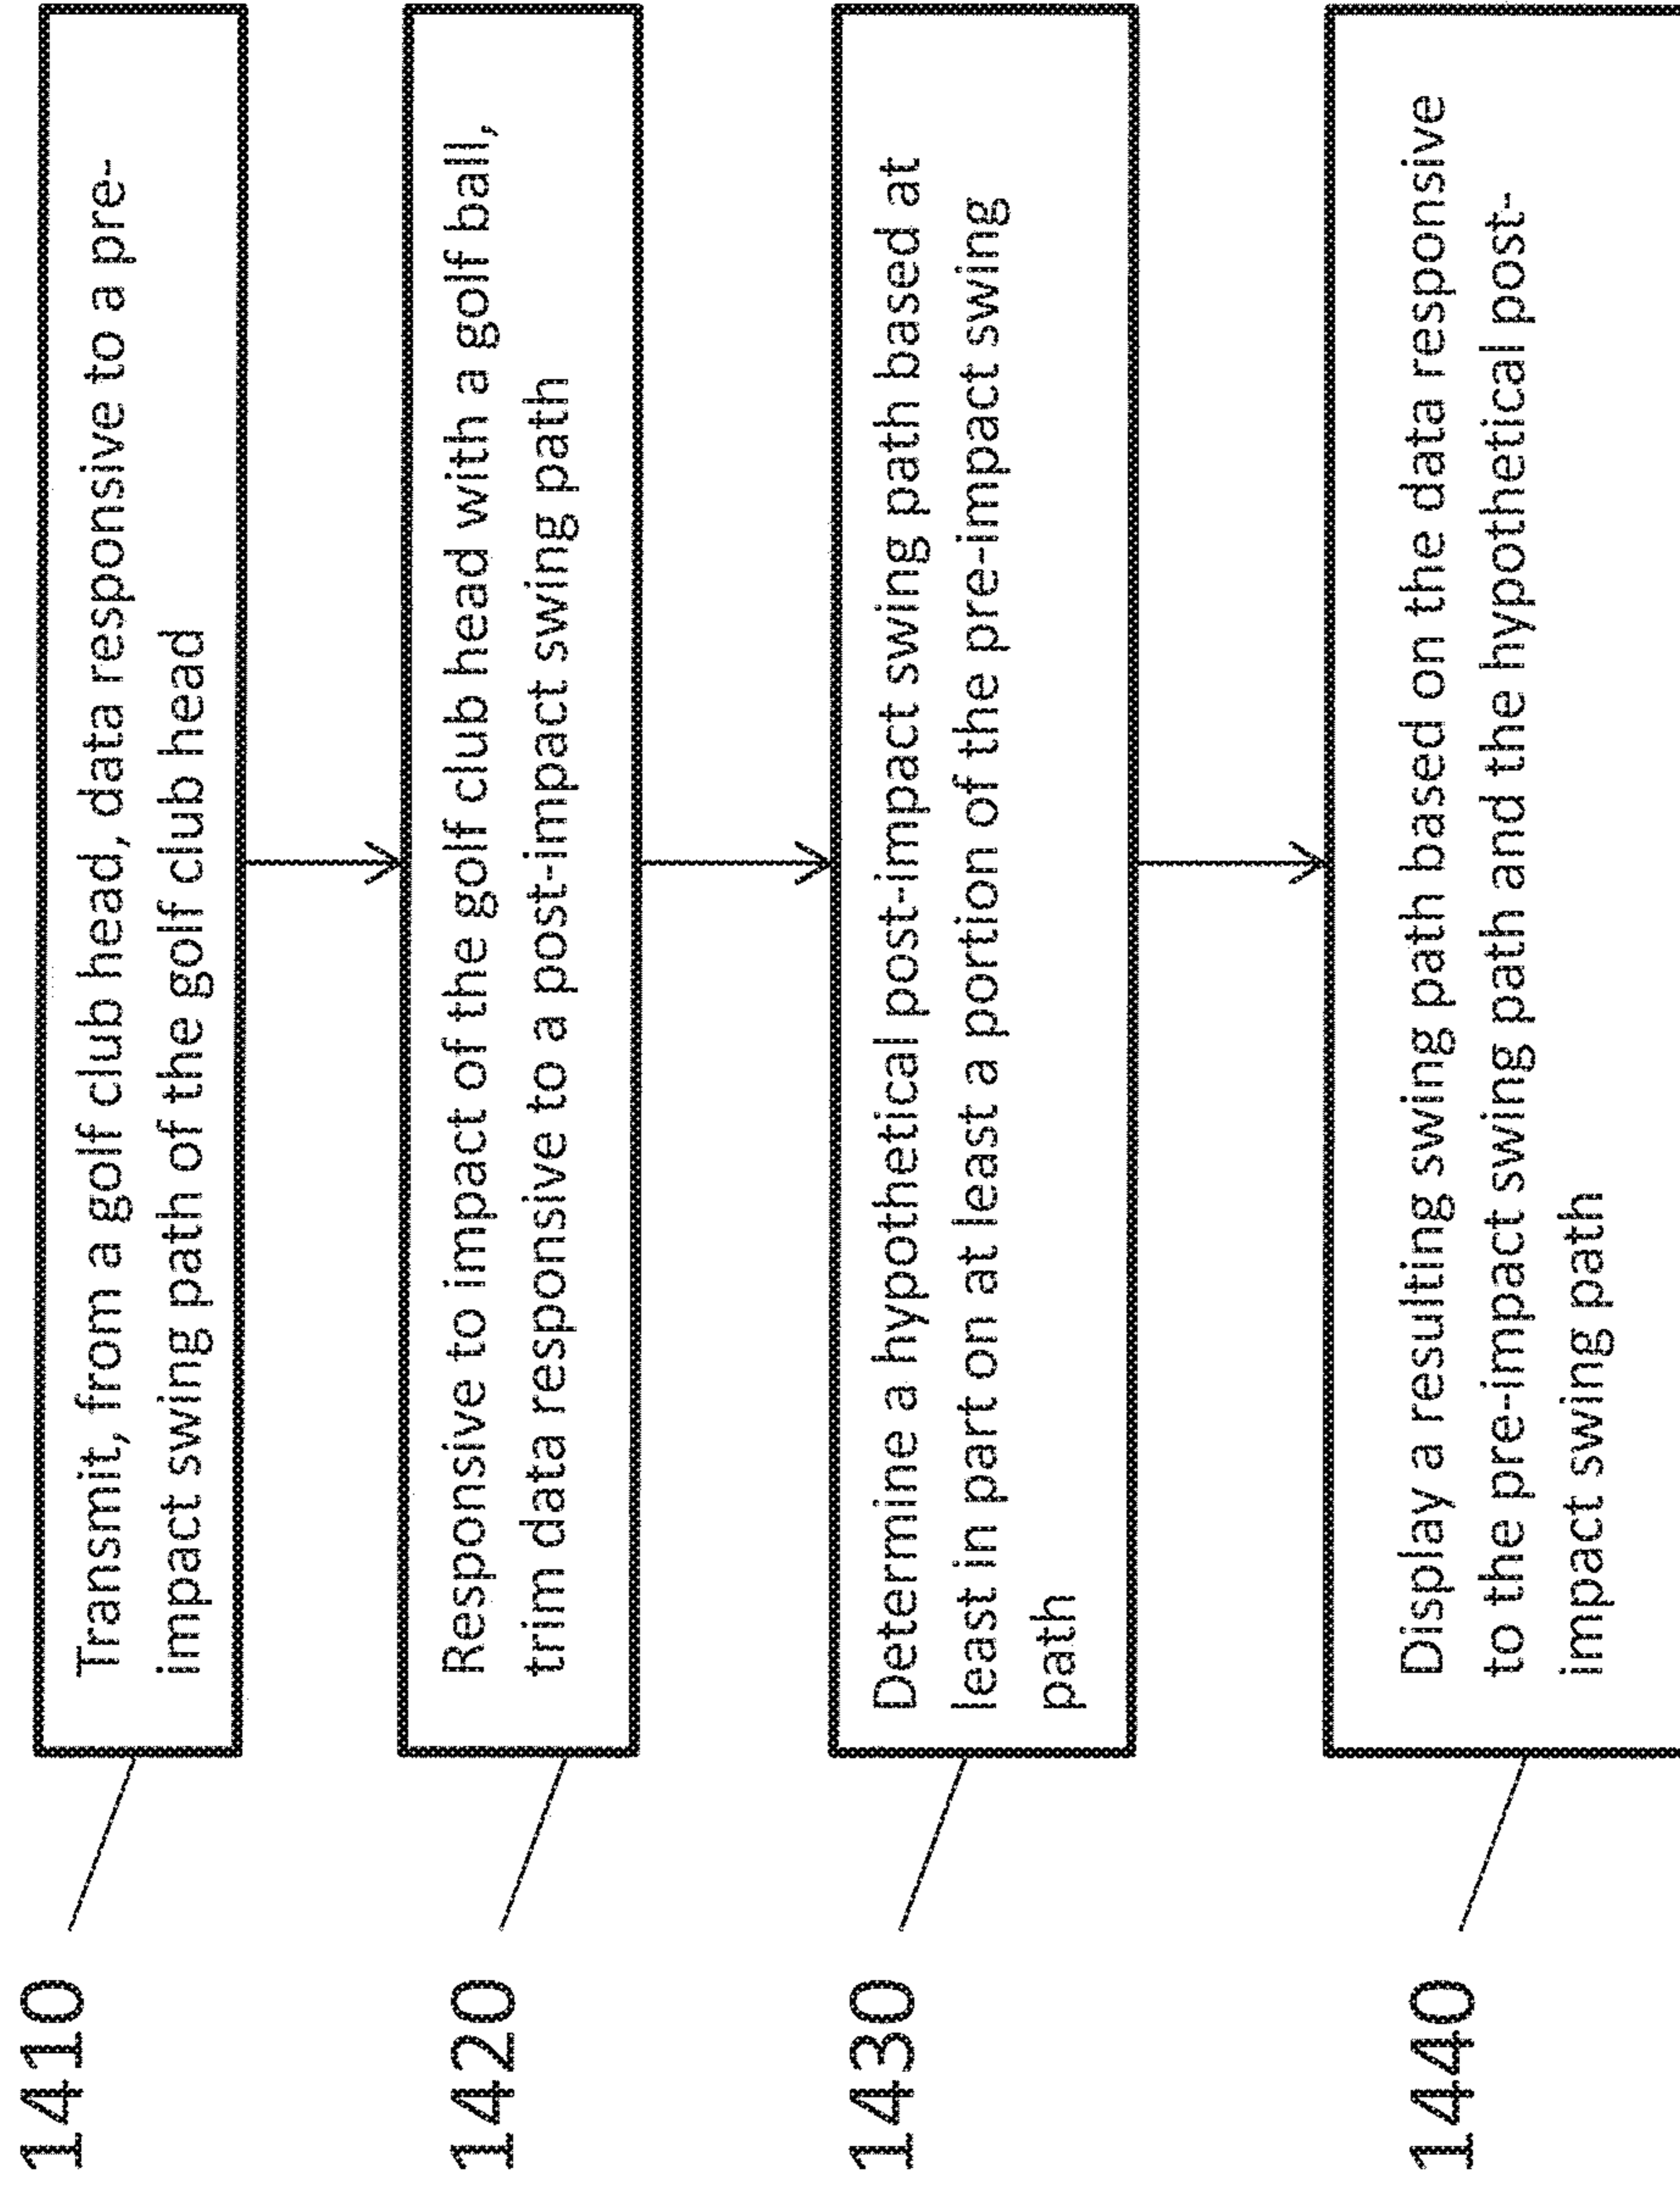 1410
Transmit, from a golf club head, data responsive to a pre-
impact swing path of the golf club head
1420
Responsive to impact of the golf club head with a golf ball,
trim data responsive to a post-impact swing path
1430
Determine a hypothetical post-impact swing path based at
least in part on at least a portion of the pre-impact swing
path
1440
Display a resulting swing path based on the data responsive
to the pre-impact swing path and the hypothetical post-
impact swing path